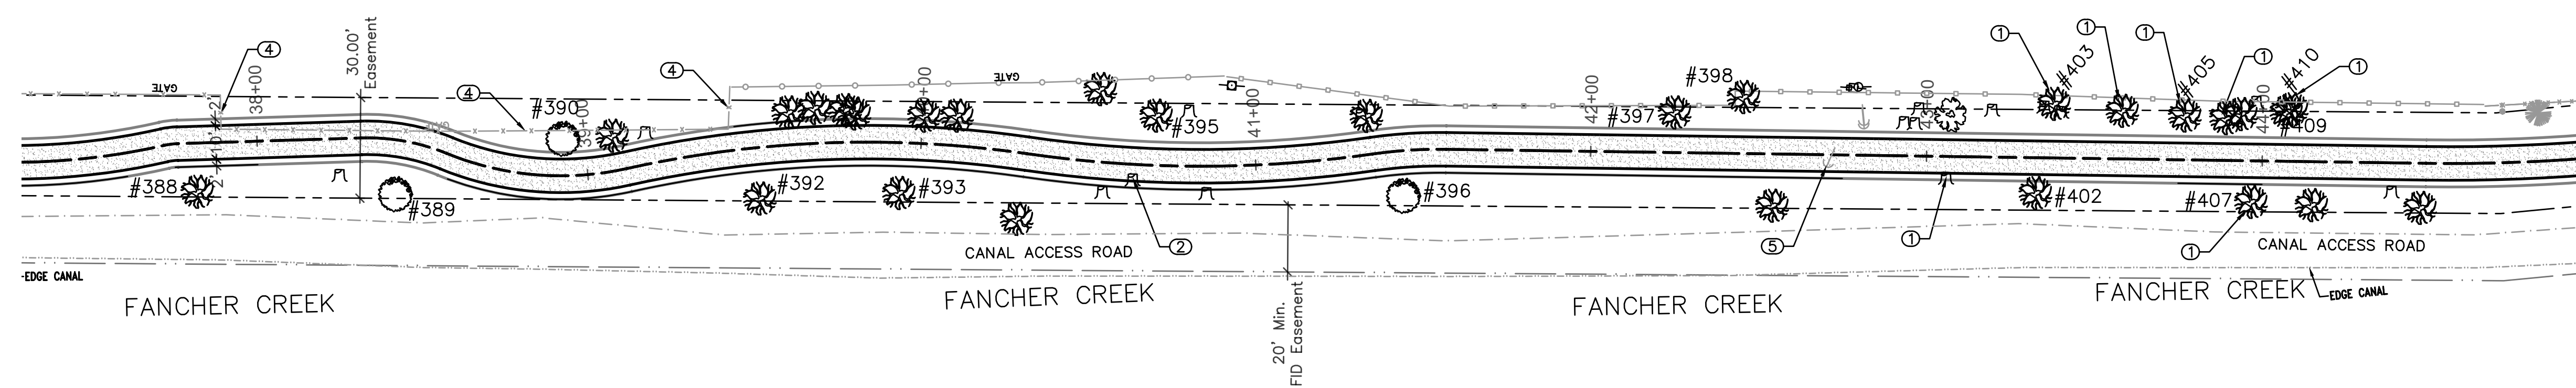 GATE
4
38+00
30.00'
Easement
2'
10'
2'
4
#390
39+00
4
GATE
#395
41+00
42+00
#398
#397
43+00
1
1
1
1
1
#403
#405
#410
44+00
#409
#388
#389
#392
#393
#396
#402
#407
2
5
1
1
CANAL ACCESS ROAD
CANAL ACCESS ROAD
EDGE CANAL
EDGE CANAL
FANCHER CREEK
FANCHER CREEK
FANCHER CREEK
FANCHER CREEK
20' Min.
FID Easement